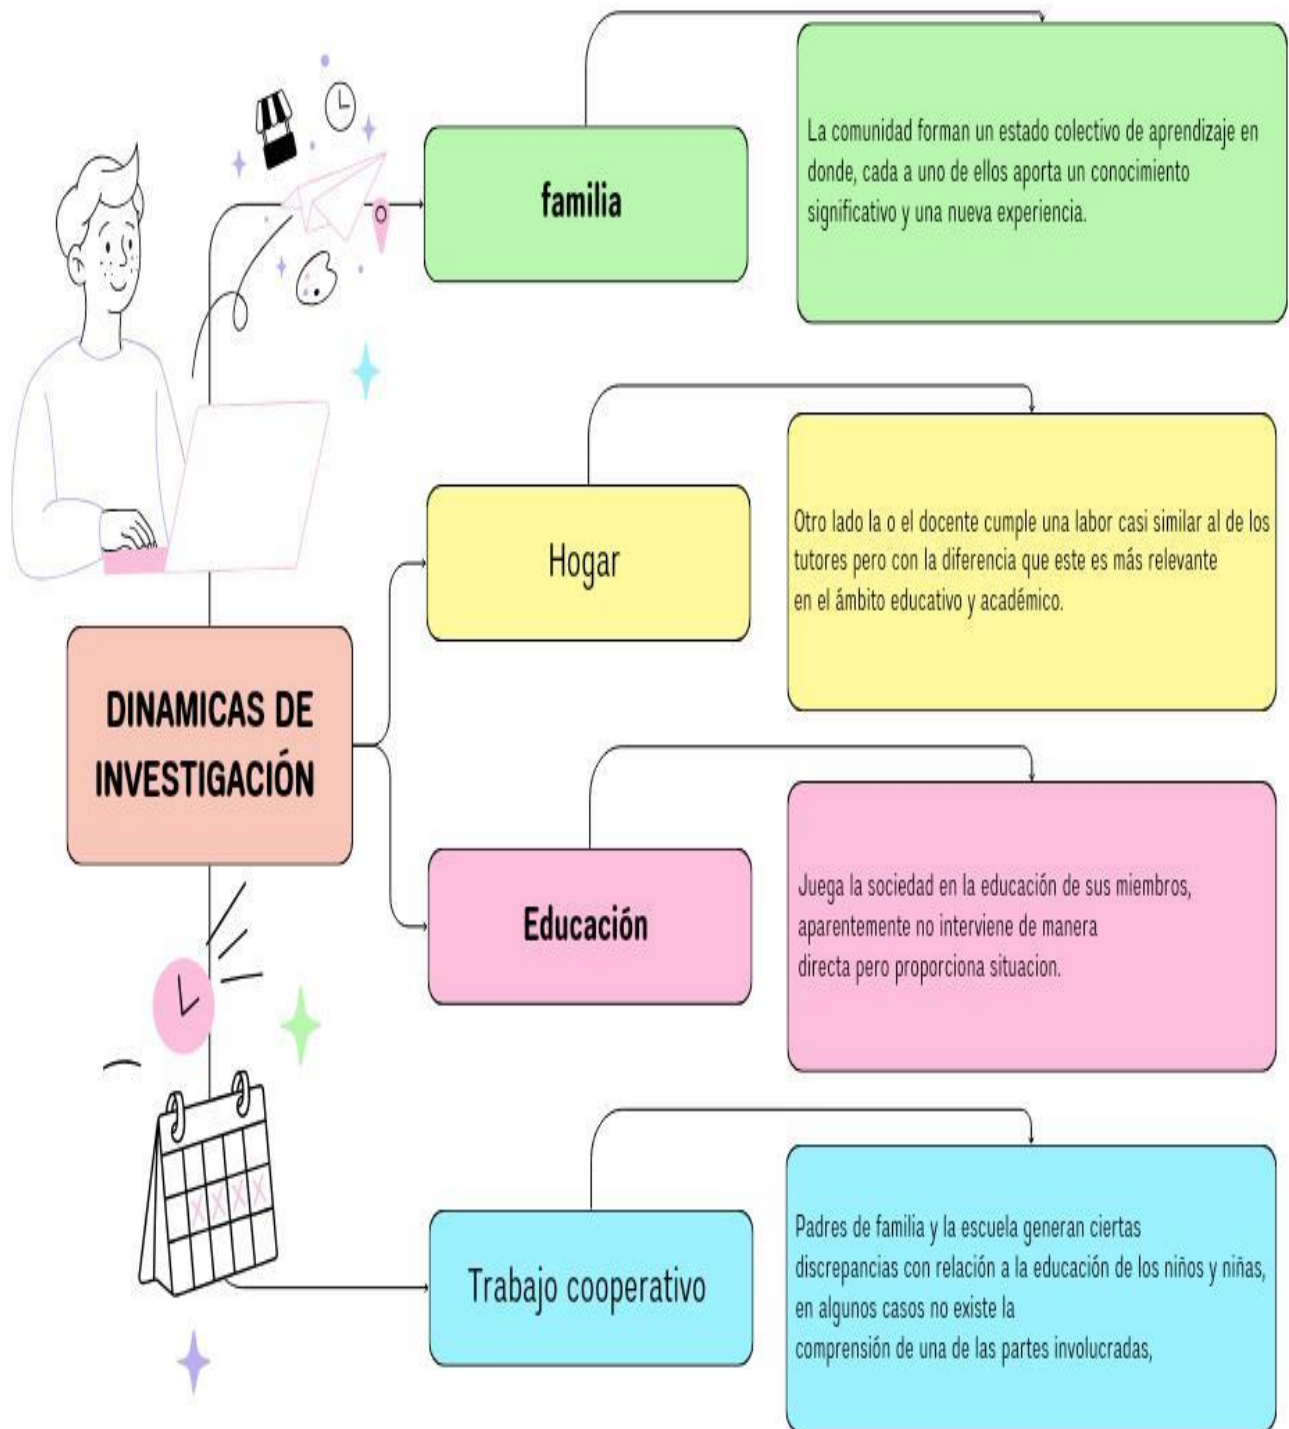 familia
La comunidad forman un estado colectivo de aprendizaje en
donde, cada a uno de ellos aporta un conocimiento
significativo y una nueva experiencia.
Hogar
Otro lado la o el docente cumple una labor casi similar al de los
tutores pero con la diferencia que este es más relevante
en el ámbito educativo y académico.
DINAMICAS DE
INVESTIGACIÓN
Educación
Juega la sociedad en la educación de sus miembros,
aparentemente no interviene de manera
directa pero proporciona situacion.
Trabajo cooperativo
Padres de familia y la escuela generan ciertas
discrepancias con relación a la educación de los niños y niñas,
en algunos casos no existe la
comprensión de una de las partes involucradas,